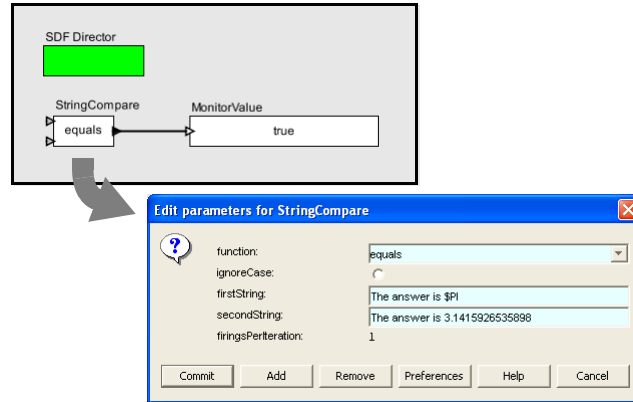 SDF Director
StringCompare
equals
MonitorValue
true
Edit parameters for StringCompare
?
function: equals
ignoreCase:
firstString: The answer is $PI
secondString: The answer is 3.1415926535898
firingsPerIteration: 1
Commit Add Remove Preferences Help Cancel